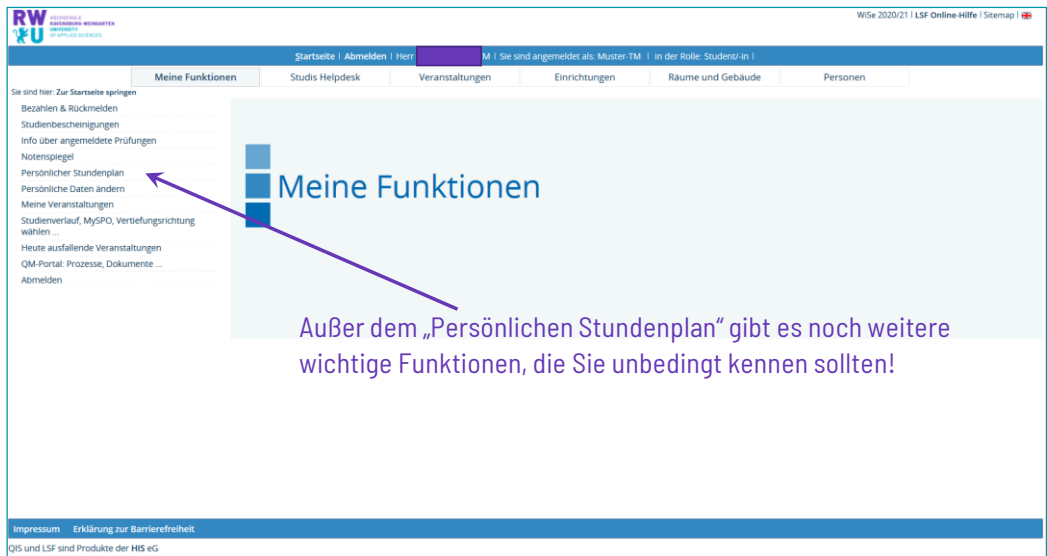 RWU HOCHSCHULE
RAVENSBURG-WEINGARTEN
UNIVERSITY
OF APPLIED SCIENCES
WiSe 2020/21 | LSF Online-Hilfe | Sitemap |
Startseite | Abmelden | Herr M | Sie sind angemeldet als: Muster-TM | in der Rolle: Student/-in |
Meine Funktionen Studis Helpdesk Veranstaltungen Einrichtungen Räume und Gebäude Personen
Sie sind hier: Zur Startseite springen
Bezahlen & Rückmelden
Studienbescheinigungen
Info über angemeldete Prüfungen
Notenspiegel
Persönlicher Stundenplan
Persönliche Daten ändern
Meine Veranstaltungen
Studienverlauf, MySPO, Vertiefungsrichtung
wählen ...
Heute ausfallende Veranstaltungen
QM-Portal: Prozesse, Dokumente ...
Abmelden
Meine Funktionen
Außer dem „Persönlichen Stundenplan“ gibt es noch weitere
wichtige Funktionen, die Sie unbedingt kennen sollten!
Impressum Erklärung zur Barrierefreiheit
QIS und LSF sind Produkte der HIS eG